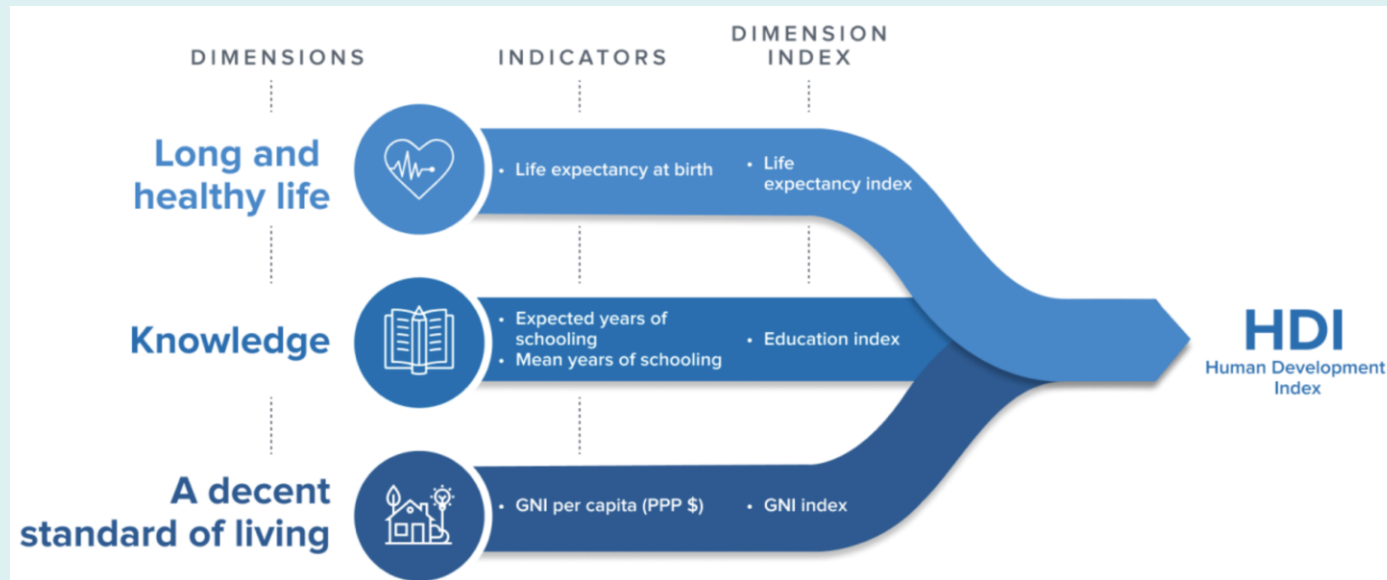 DIMENSIONS
INDICATORS
DIMENSION
INDEX
Long and
healthy life
• Life expectancy at birth
• Life
expectancy index
Knowledge
• Expected years of
schooling
• Mean years of schooling
• Education index
HDI
Human Development
Index
A decent
standard of living
• GNI per capita (PPP $)
• GNI index